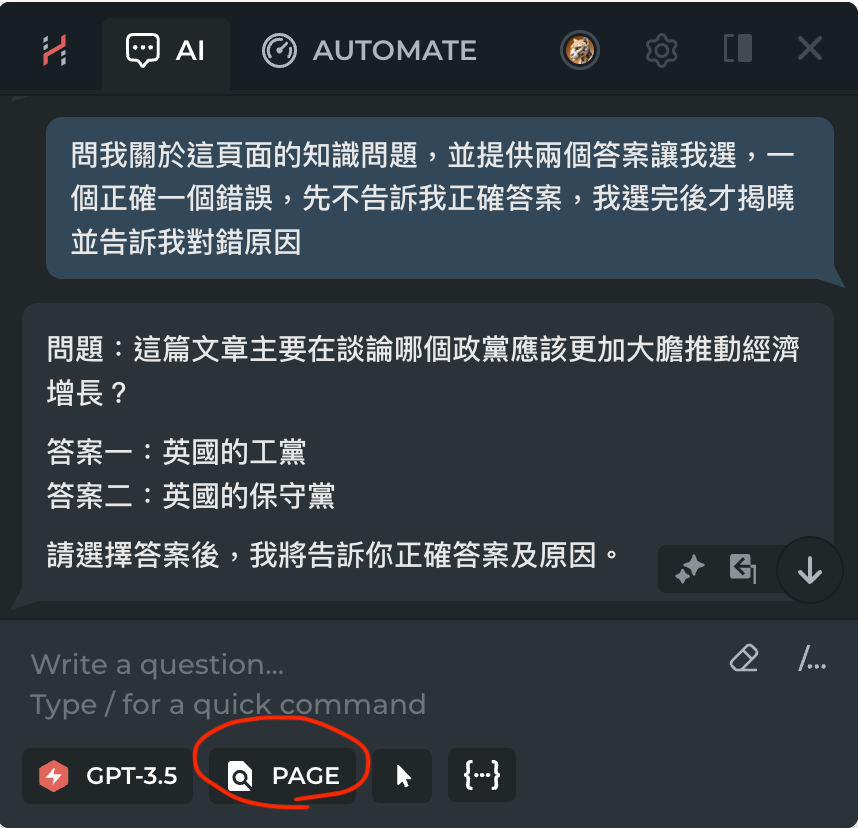 AI
AUTOMATE
問我關於這頁面的知識問題，並提供兩個答案讓我選，一
個正確一個錯誤，先不告訴我正確答案，我選完後才揭曉
並告訴我對錯原因
問題：這篇文章主要在談論哪個政黨應該更加大膽推動經濟
增長？
答案一：英國的工黨
答案二：英國的保守黨
請選擇答案後，我將告訴你正確答案及原因。
Write a question...
/...
Type / for a quick command
GPT-3.5
PAGE
{...}